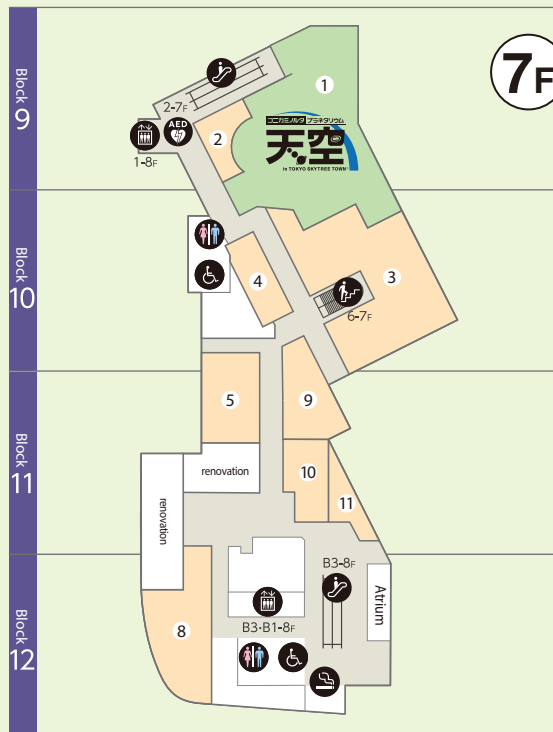 7F
Block 9
2-7F
AED
1-8F
1
2
コニカミノルタ プラネタリウム
天空
in TOKYO SKYTREE TOWN®
Block 10
4
3
6-7F
Block 11
5
9
renovation
renovation
10
11
Block 12
B3-8F
B3·B1-8F
Atrium
8